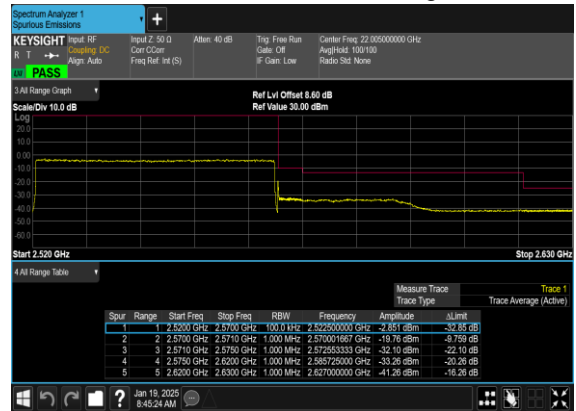 Spectrum Analyzer 1
Spurious Emissions
KEYSIGHT Input: RF Input Z: 50 Ω Atten: 40 dB Trig: Free Run Center Freq: 22.005000000 GHz
R T Coupling: DC Corr CCorr Gate: Off Avg|Hold: 100/100
Align: Auto Freq Ref: Int (S) IF Gain: Low Radio Std: None
PASS
3 All Range Graph Ref Lvl Offset 8.60 dB
Scale/Div 10.0 dB Ref Value 30.00 dBm
Log
20.0
10.0
0.00
-10.0
-20.0
-30.0
-40.0
-50.0
-60.0
Start 2.520 GHz Stop 2.630 GHz
4 All Range Table
Measure Trace Trace 1
Trace Type Trace Average (Active)
Spur Range Start Freq Stop Freq RBW Frequency Amplitude ΔLimit
1 1 2.5200 GHz 2.5700 GHz 100.0 kHz 2.522500000 GHz -2.851 dBm -32.85 dB
2 2 2.5700 GHz 2.5710 GHz 1.000 MHz 2.570001667 GHz -19.76 dBm -9.759 dB
3 3 2.5710 GHz 2.5750 GHz 1.000 MHz 2.572553333 GHz -32.10 dBm -22.10 dB
4 4 2.5750 GHz 2.6200 GHz 1.000 MHz 2.585725000 GHz -33.26 dBm -20.26 dB
5 5 2.6200 GHz 2.6300 GHz 1.000 MHz 2.627000000 GHz -41.26 dBm -16.26 dB
? Jan 19, 2025
8:45:24 AM